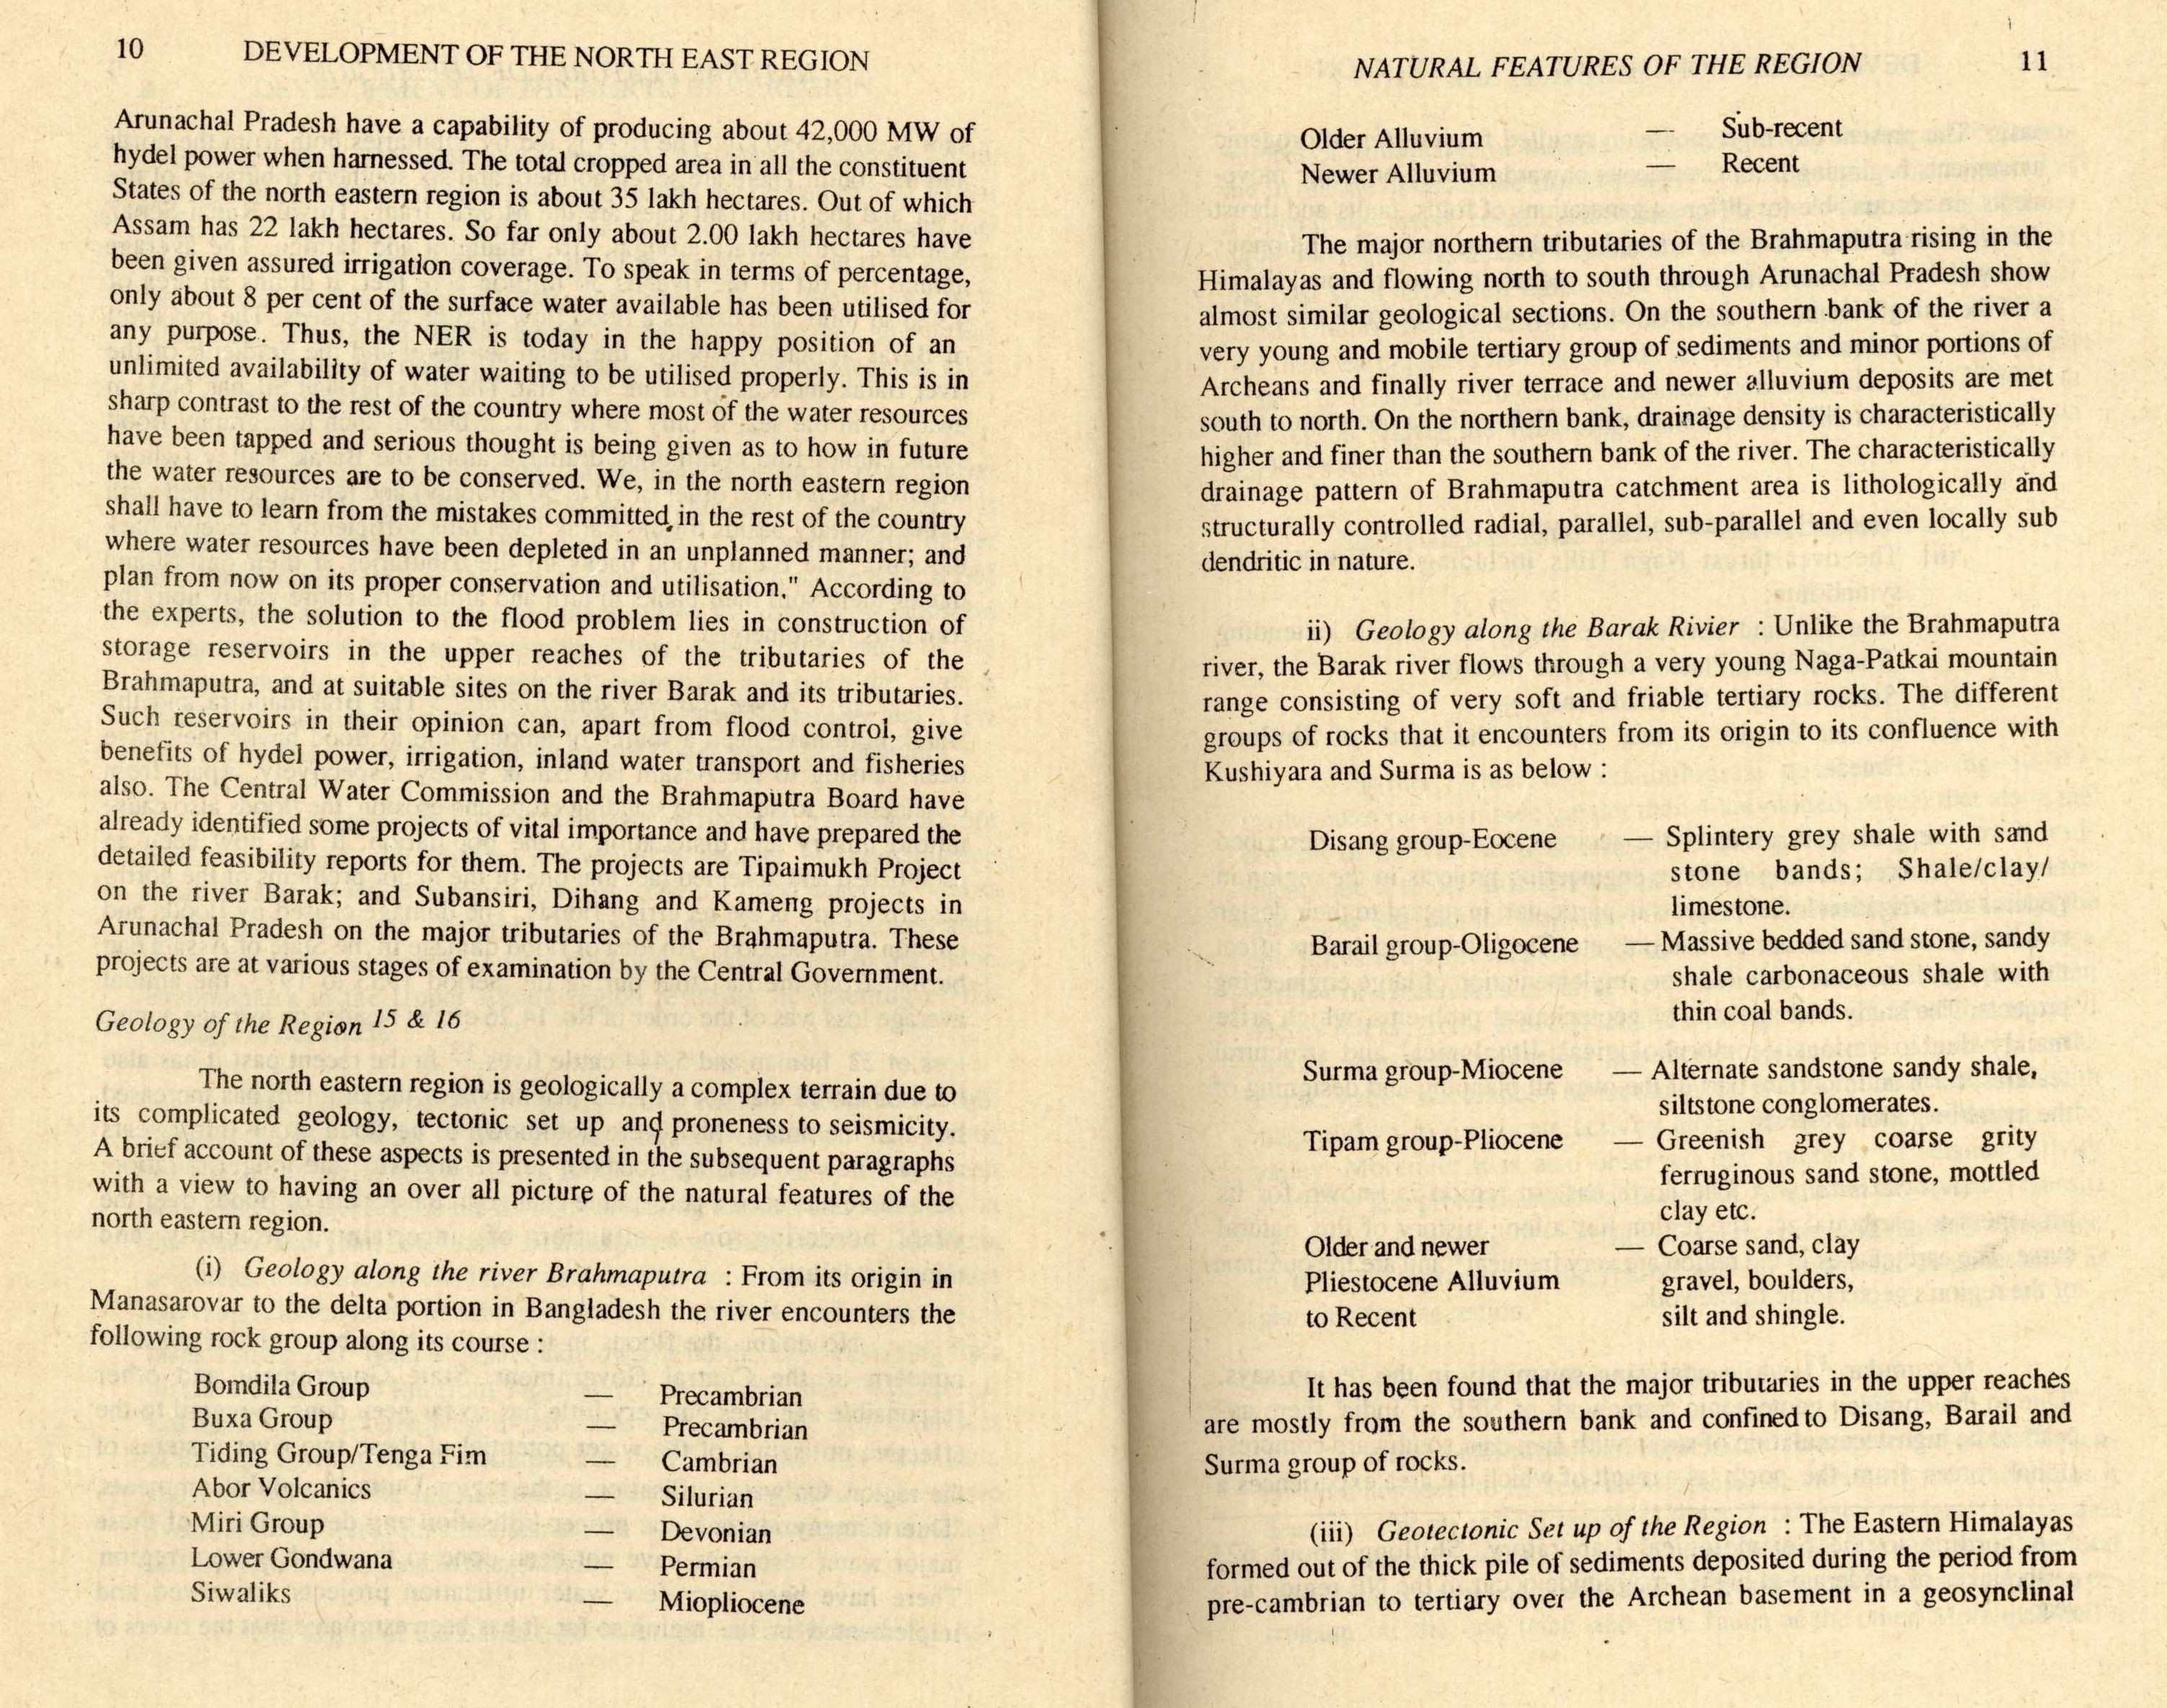 10 DEVELOPMENT OF THE NORTH EAST REGION
Arunachal Pradesh have a capability of producing about 42,000 MW of
hydel power when harnessed. The total cropped area in all the constituent
States of the north eastern region is about 35 lakh hectares. Out of which
Assam has 22 lakh hectares. So far only about 2.00 lakh hectares have
been given assured irrigation coverage. To speak in terms of percentage,
only about 8 per cent of the surface water available has been utilised for
any purpose. Thus, the NER is today in the happy position of an
unlimited availability of water waiting to be utilised properly. This is in
sharp contrast to the rest of the country where most of the water resources
have been tapped and serious thought is being given as to how in future
the water resources are to be conserved. We, in the north eastern region
shall have to learn from the mistakes committed, in the rest of the country
where water resources have been depleted in an unplanned manner; and
plan from now on its proper conservation and utilisation." According to
the experts, the solution to the flood problem lies in construction of
storage reservoirs in the upper reaches of the tributaries of the
Brahmaputra, and at suitable sites on the river Barak and its tributaries.
Such reservoirs in their opinion can, apart from flood control, give
benefits of hydel power, irrigation, inland water transport and fisheries
also. The Central Water Commission and the Brahmaputra Board have
already identified some projects of vital importance and have prepared the
detailed feasibility reports for them. The projects are Tipaimukh Project
on the river Barak; and Subansiri, Dihang and Kameng projects in
Arunachal Pradesh on the major tributaries of the Brahmaputra. These
projects are at various stages of examination by the Central Government.
Geology of the Region 15 & 16
The north eastern region is geologically a complex terrain due to
its complicated geology, tectonic set up and proneness to seismicity.
A brief account of these aspects is presented in the subsequent paragraphs
with a view to having an over all picture of the natural features of the
north eastern region.
(i) Geology along the river Brahmaputra : From its origin in
Manasarovar to the delta portion in Bangladesh the river encounters the
following rock group along its course :
Bomdila Group — Precambrian
Buxa Group — Precambrian
Tiding Group/Tenga Fim — Cambrian
Abor Volcanics — Silurian
Miri Group — Devonian
Lower Gondwana — Permian
Siwaliks — Miopliocene
NATURAL FEATURES OF THE REGION 11
Older Alluvium — Sub-recent
Newer Alluvium — Recent
The major northern tributaries of the Brahmaputra rising in the
Himalayas and flowing north to south through Arunachal Pradesh show
almost similar geological sections. On the southern bank of the river a
very young and mobile tertiary group of sediments and minor portions of
Archeans and finally river terrace and newer alluvium deposits are met
south to north. On the northern bank, drainage density is characteristically
higher and finer than the southern bank of the river. The characteristically
drainage pattern of Brahmaputra catchment area is lithologically and
structurally controlled radial, parallel, sub-parallel and even locally sub
dendritic in nature.
ii) Geology along the Barak Rivier : Unlike the Brahmaputra
river, the Barak river flows through a very young Naga-Patkai mountain
range consisting of very soft and friable tertiary rocks. The different
groups of rocks that it encounters from its origin to its confluence with
Kushiyara and Surma is as below :
Disang group-Eocene — Splintery grey shale with sand
stone bands; Shale/clay/
limestone.
Barail group-Oligocene — Massive bedded sand stone, sandy
shale carbonaceous shale with
thin coal bands.
Surma group-Miocene — Alternate sandstone sandy shale,
siltstone conglomerates.
Tipam group-Pliocene — Greenish grey coarse grity
ferruginous sand stone, mottled
clay etc.
Older and newer — Coarse sand, clay
Pliestocene Alluvium gravel, boulders,
to Recent silt and shingle.
It has been found that the major tributaries in the upper reaches
are mostly from the southern bank and confined to Disang, Barail and
Surma group of rocks.
(iii) Geotectonic Set up of the Region : The Eastern Himalayas
formed out of the thick pile of sediments deposited during the period from
pre-cambrian to tertiary over the Archean basement in a geosynclinal